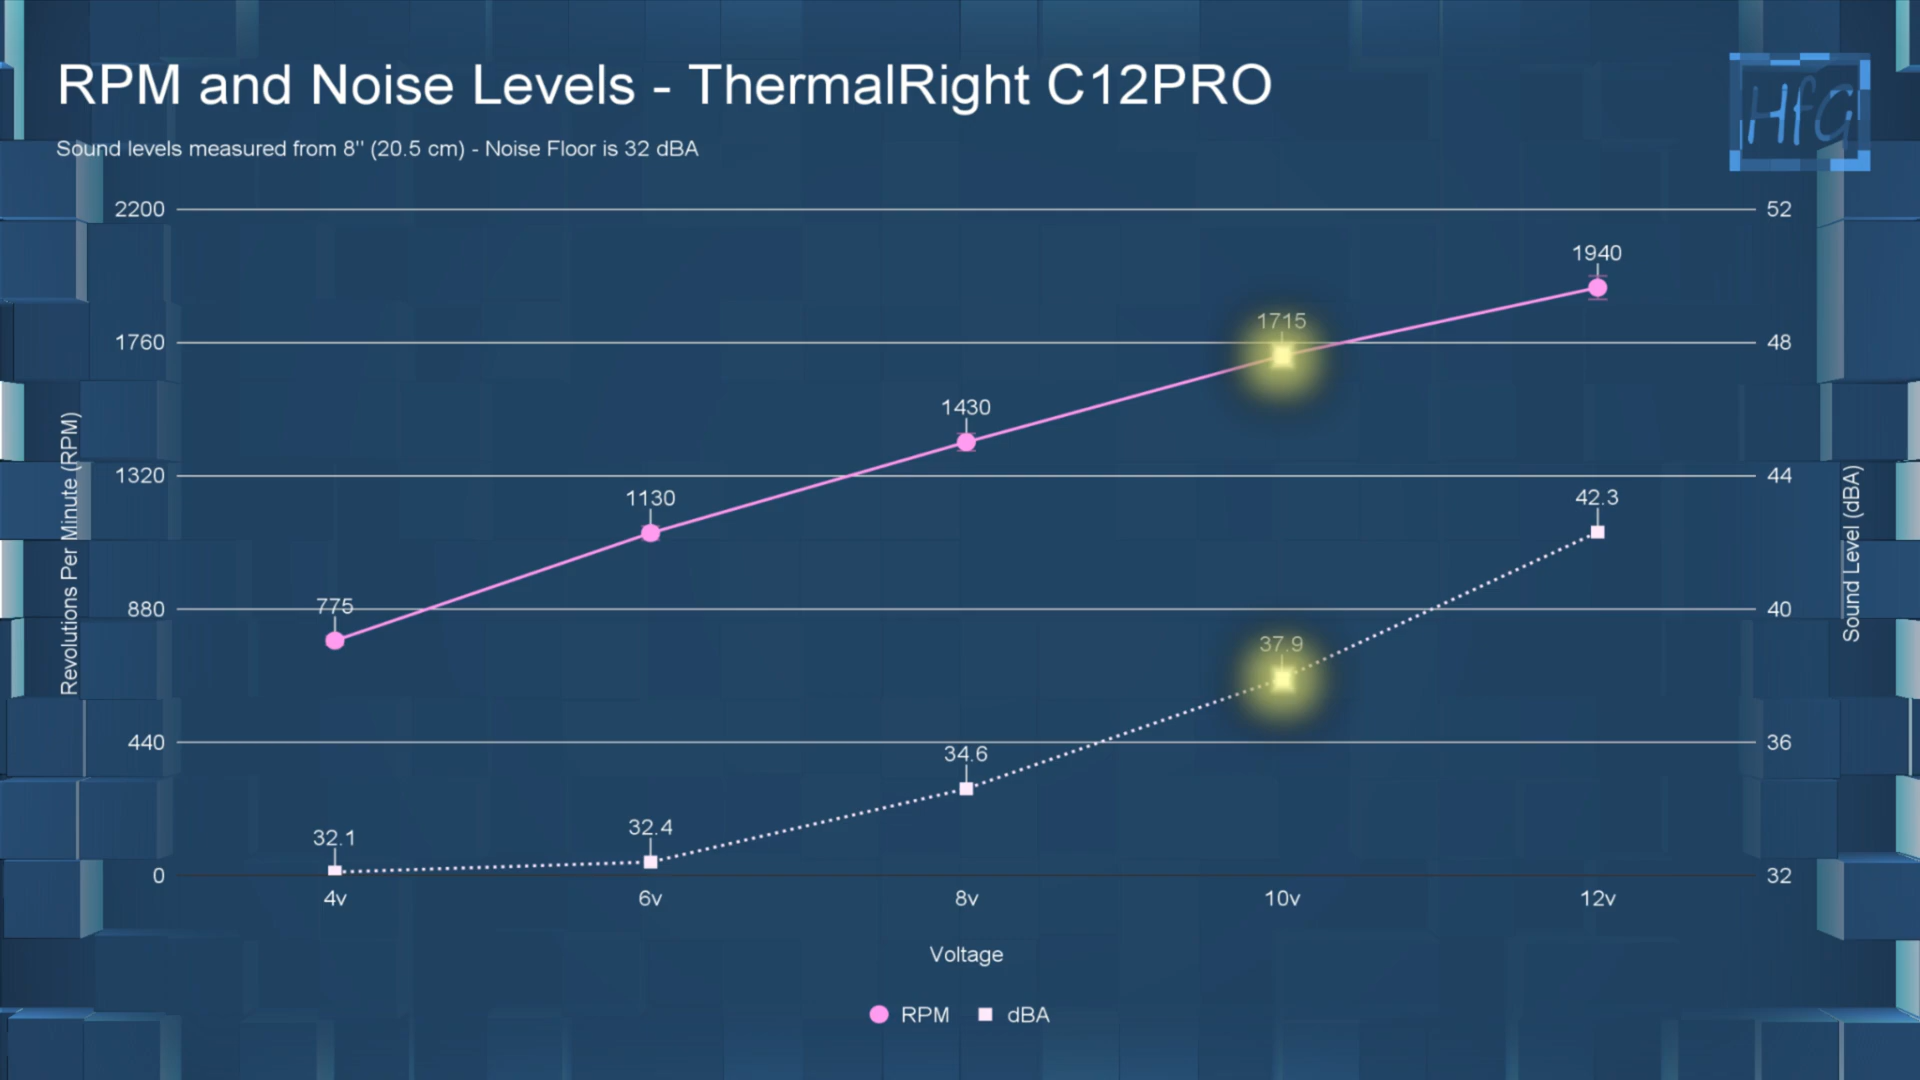 RPM and Noise Levels - ThermalRight C12PRO
HfG
Sound levels measured from 8'' (20.5 cm) - Noise Floor is 32 dBA
2200
52
1940
1715
1760
48
1430
1320
44
1130
42.3
775
880
40
37.9
440
36
34.6
32.1
32.4
0
32
4v
6v
8v
10v
12v
Revolutions Per Minute (RPM)
Sound Level (dBA)
Voltage
RPM
dBA